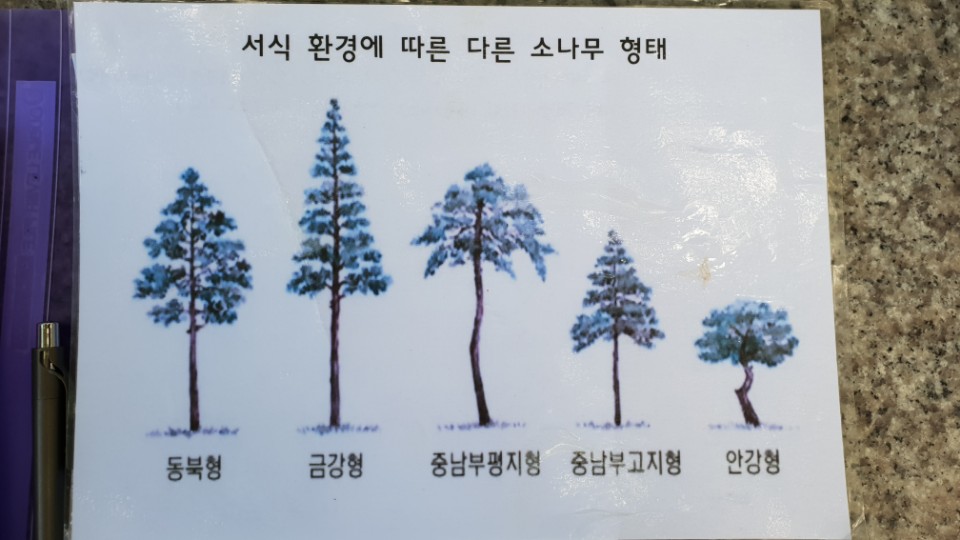 서식 환경에 따른 다른 소나무 형태
동북형 금강형 중남부평지형 중남부고지형 안강형